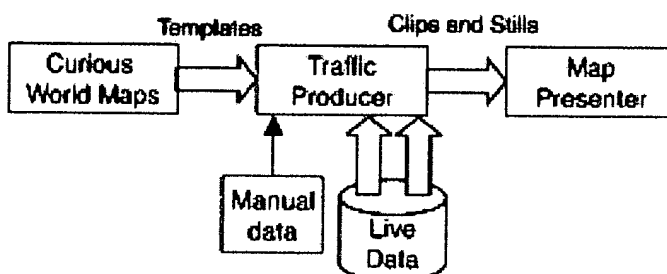 Templates
Clips and Stills
Curious
World Maps
Traffic
Producer
Map
Presenter
Manual
data
Live
Data